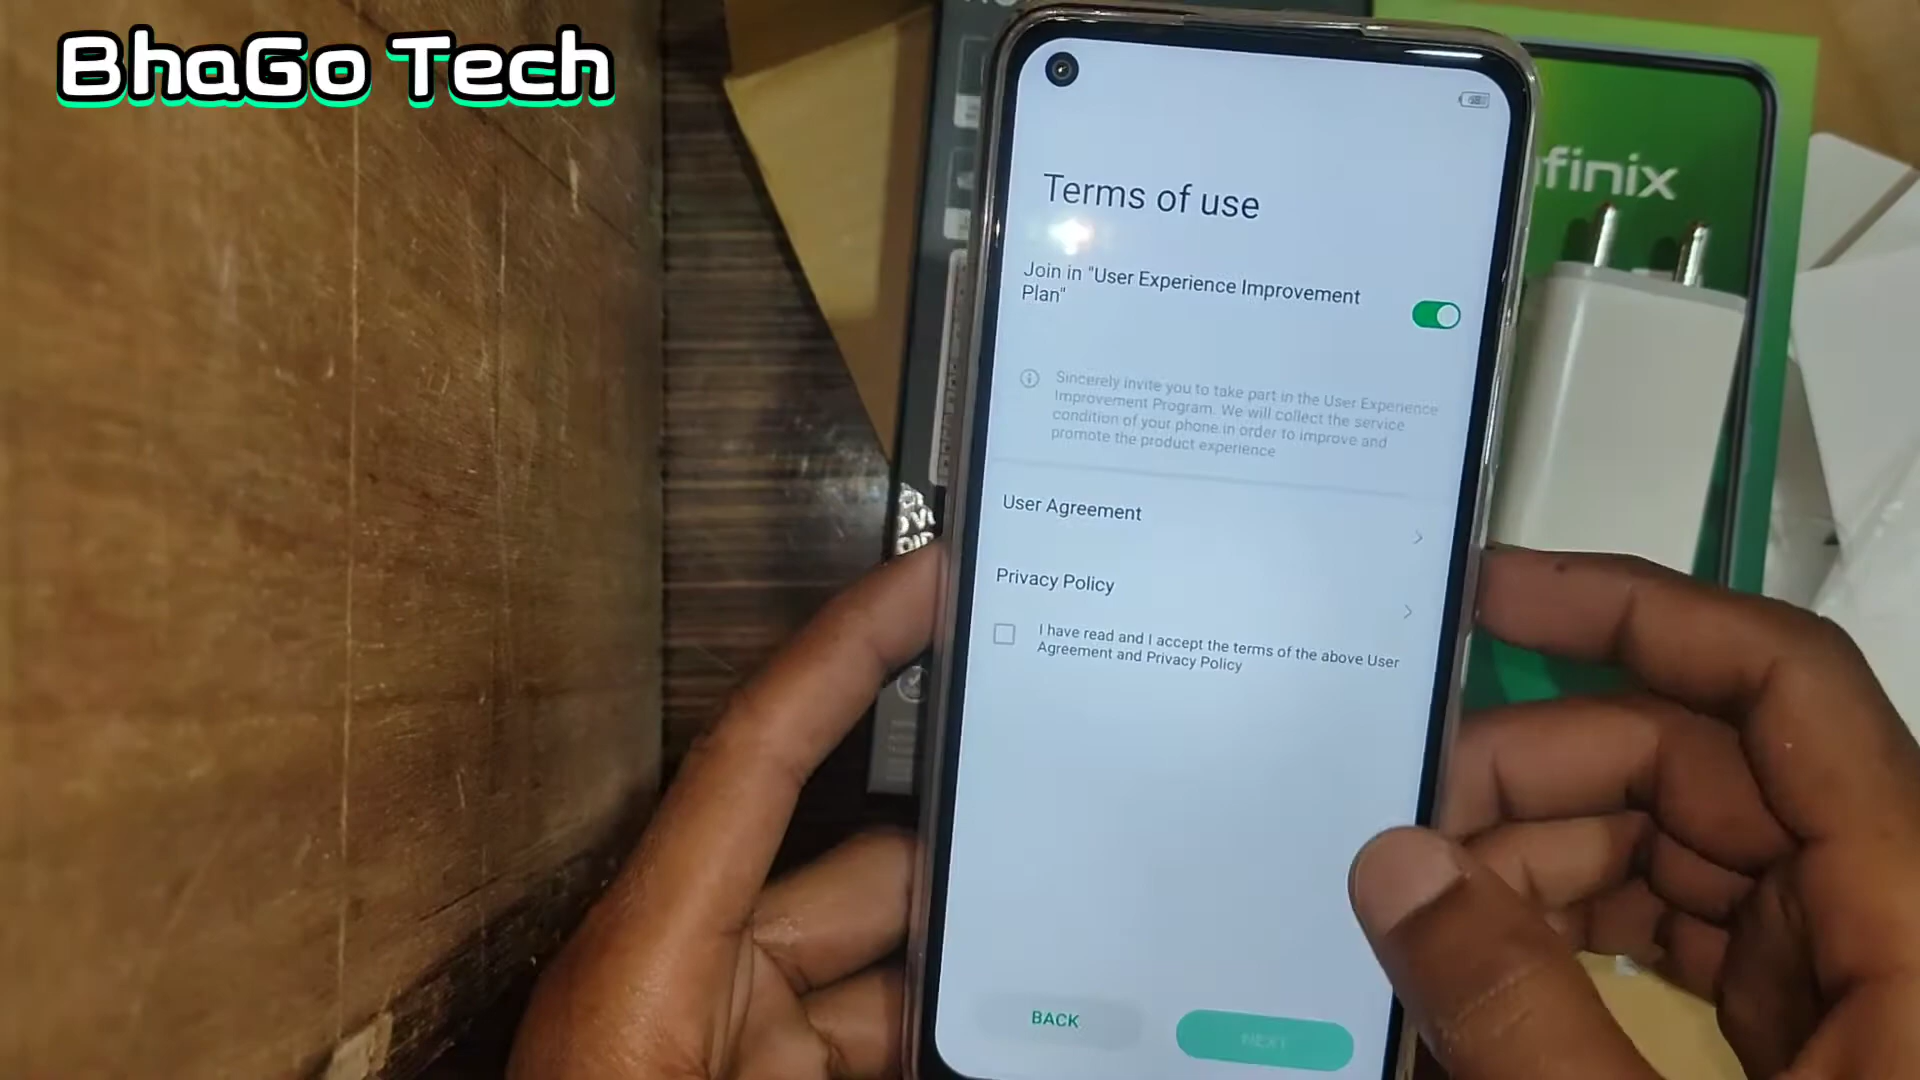 BhaGo Tech
finix
Terms of use
Join in "User Experience Improvement
Plan"
Sincerely invite you to take part in the User Experience
Improvement Program. We will collect the service
condition of your phone in order to improve and
promote the product experience
User Agreement
Privacy Policy
I have read and I accept the terms of the above User
Agreement and Privacy Policy
BACK
NEXT